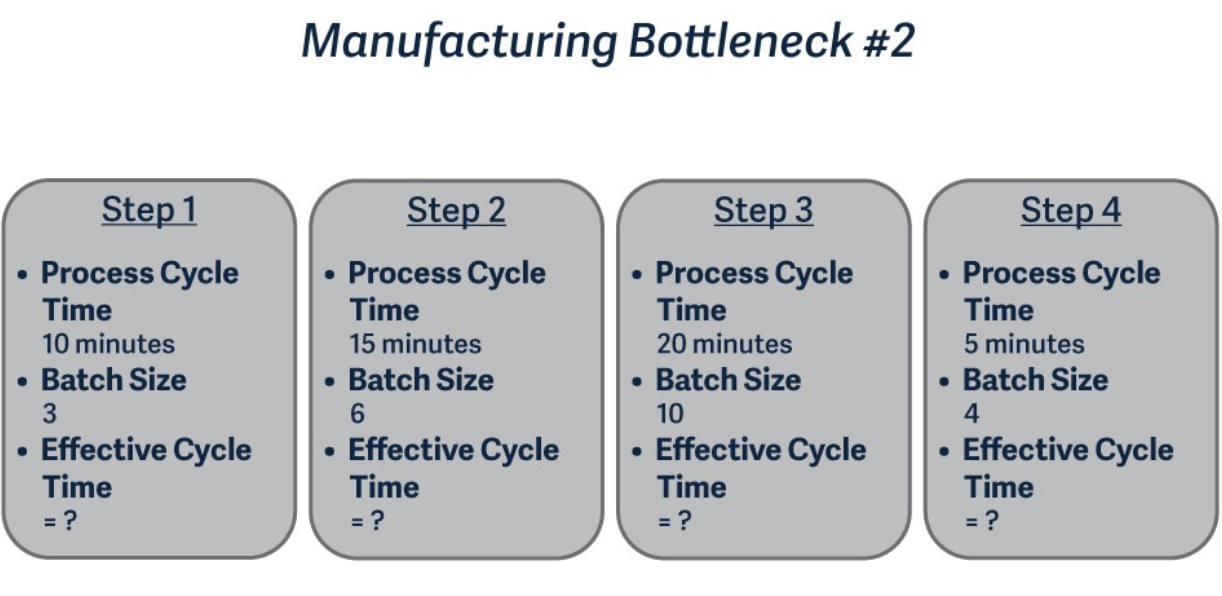 Manufacturing Bottleneck #2
Step 1
• Process Cycle
Time
10 minutes
• Batch Size
3
• Effective Cycle
Time
= ?
Step 2
• Process Cycle
Time
15 minutes
• Batch Size
6
• Effective Cycle
Time
= ?
Step 3
• Process Cycle
Time
20 minutes
• Batch Size
10
• Effective Cycle
Time
= ?
Step 4
• Process Cycle
Time
5 minutes
• Batch Size
4
• Effective Cycle
Time
= ?